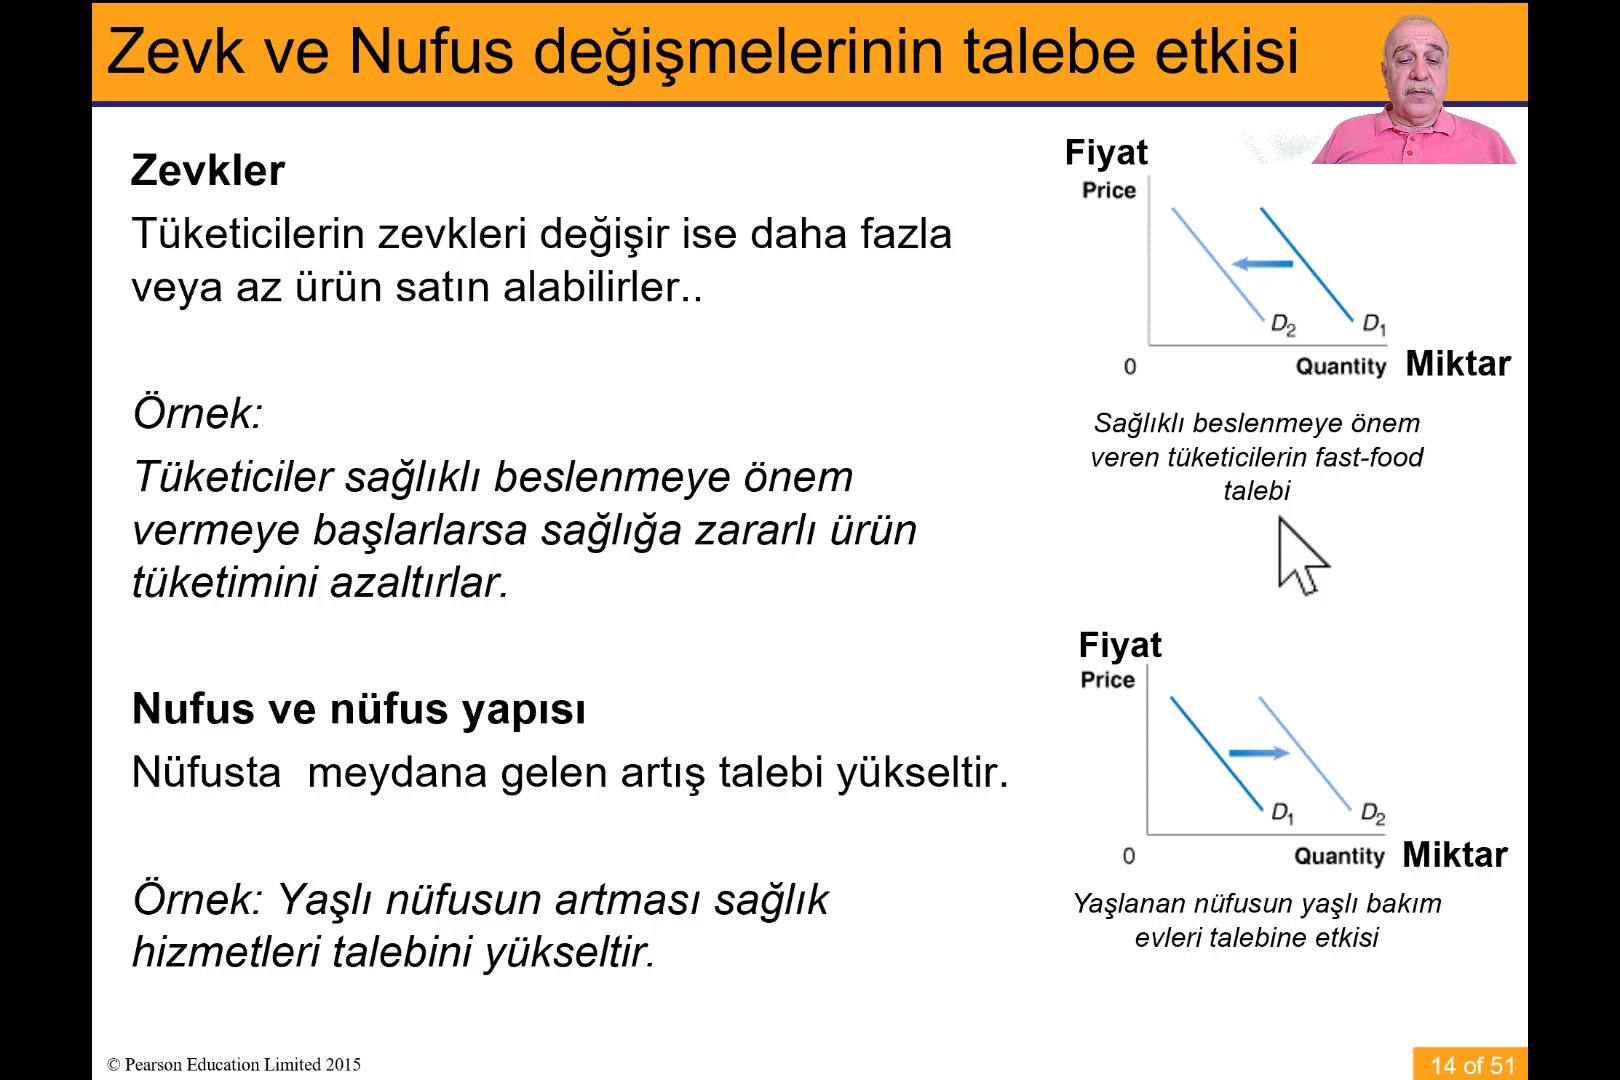 Zevk ve Nufus değişmelerinin talebe etkisi
Zevkler
Tüketicilerin zevkleri değişir ise daha fazla
veya az ürün satın alabilirler..
Örnek:
Tüketiciler sağlıklı beslenmeye önem
vermeye başlarlarsa sağlığa zararlı ürün
tüketimini azaltırlar.
Nufus ve nüfus yapısı
Nüfusta  meydana gelen artış talebi yükseltir.
Örnek: Yaşlı nüfusun artması sağlık
hizmetleri talebini yükseltir.
Fiyat
Price
D2
D1
0
Quantity Miktar
Sağlıklı beslenmeye önem
veren tüketicilerin fast-food
talebi
Fiyat
Price
D1
D2
0
Quantity Miktar
Yaşlanan nüfusun yaşlı bakım
evleri talebine etkisi
© Pearson Education Limited 2015
14 of 51